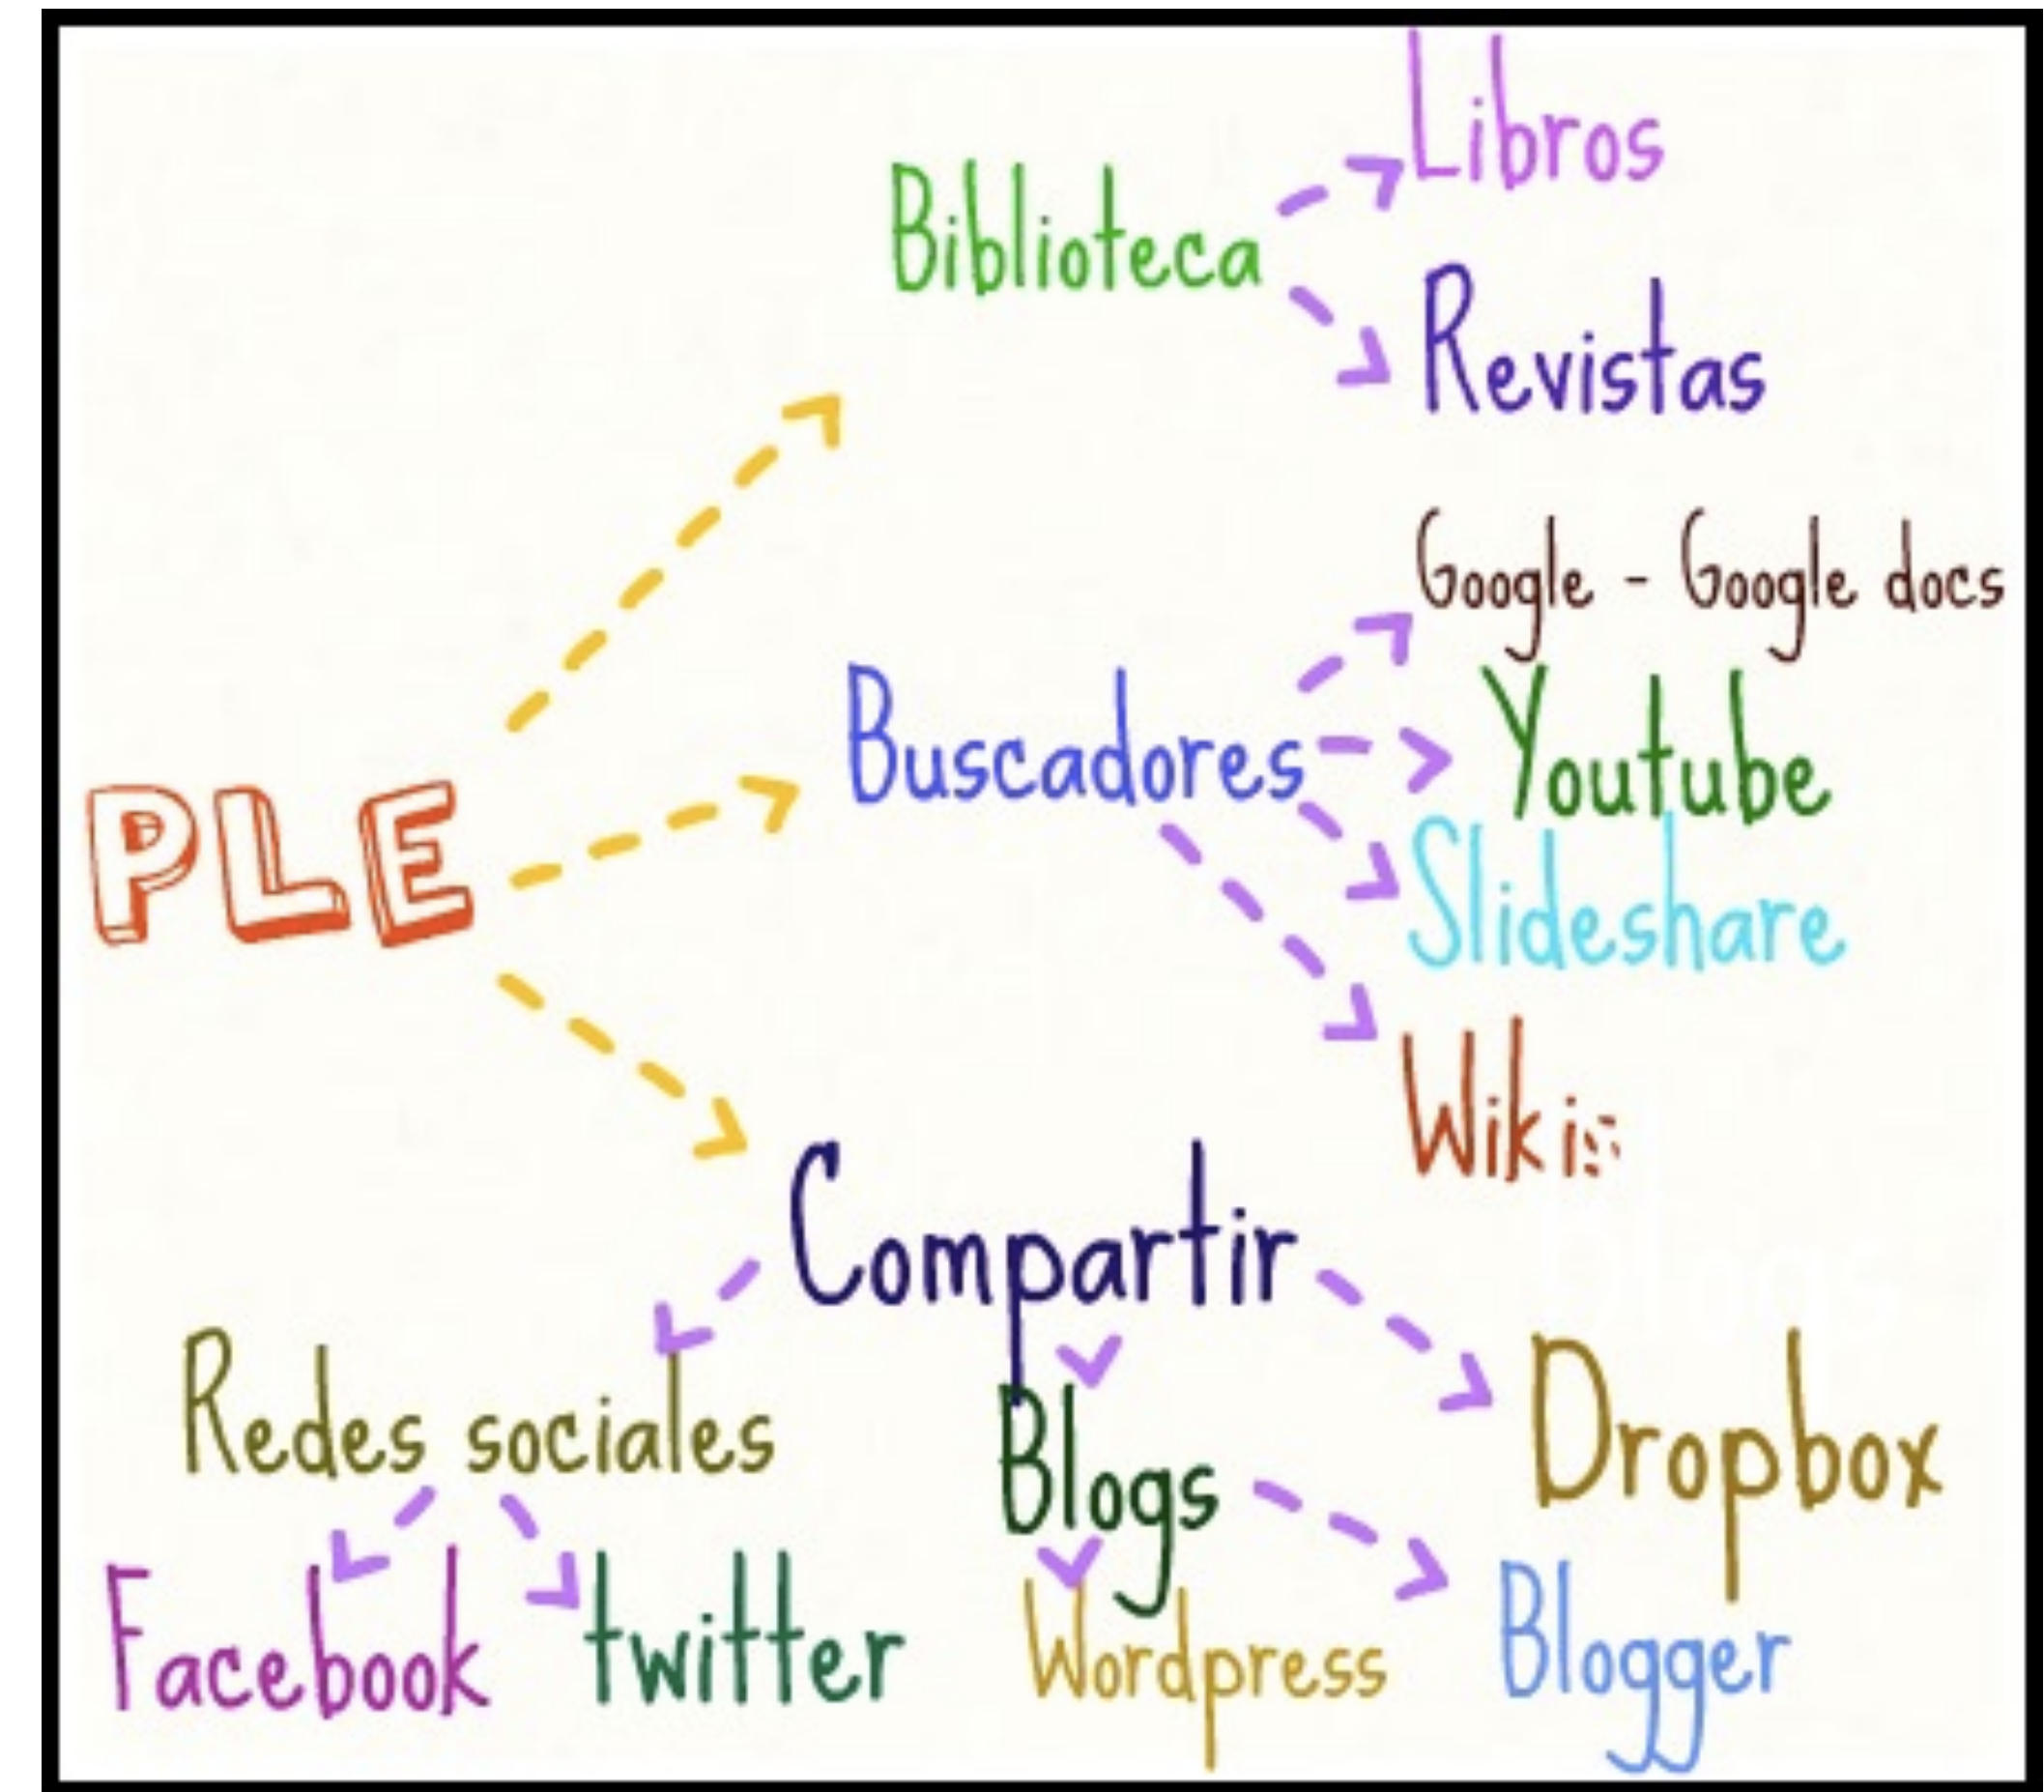 Libros
Biblioteca
Revistas
Google - Google docs
Buscadores
Youtube
PLE
Slideshare
Wikis
Compartir
Redes sociales
Blogs
Dropbox
Facebook
twitter
Wordpress
Blogger